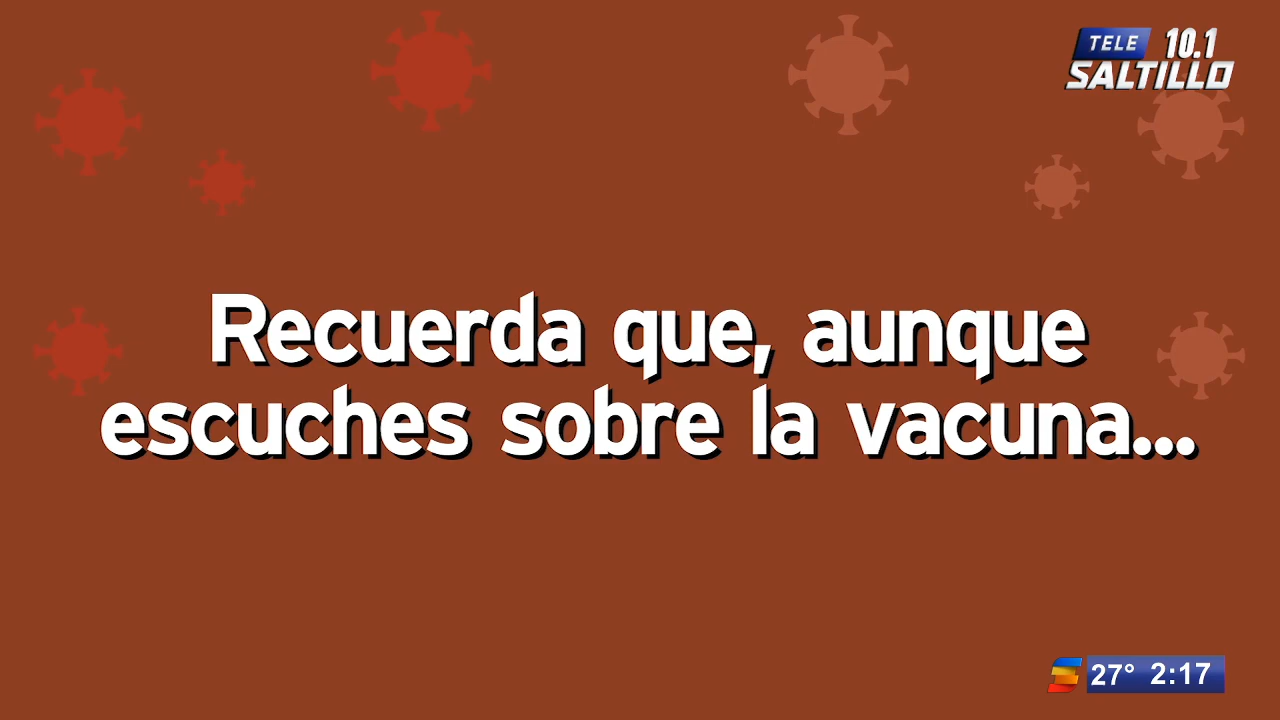 TELE 10.1
SALTILLO
Recuerda que, aunque
escuches sobre la vacuna...
27° 2:17